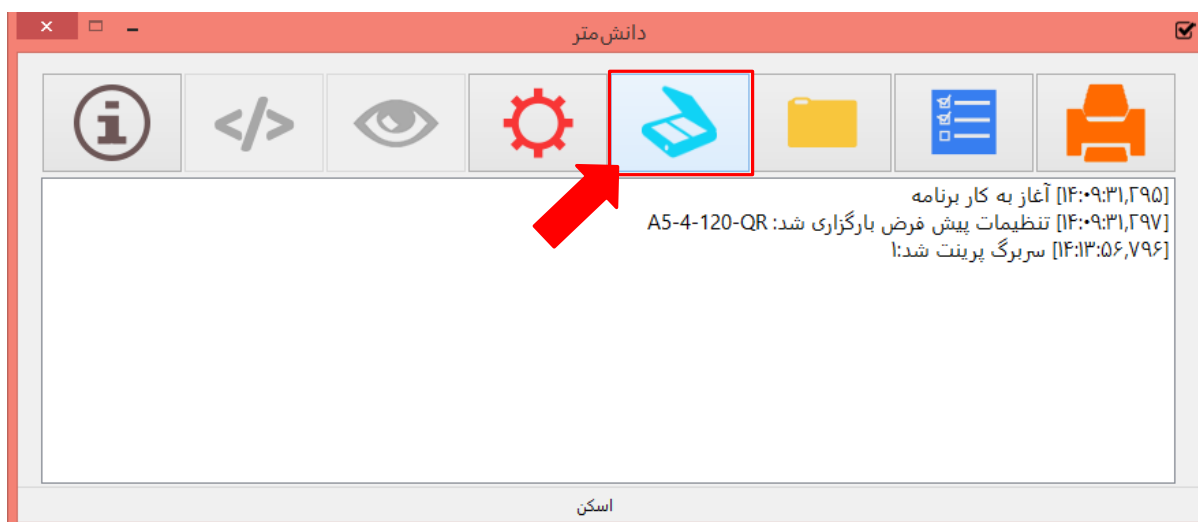 دانش‌متر
[۱۴:۰۹:۳۱,۲۹۵] آغاز به کار برنامه
[۱۴:۰۹:۳۱,۲۹۷] تنظیمات پیش فرض بارگزاری شد: A5-4-120-QR
[۱۴:۱۳:۵۶,۷۹۶] سربرگ پرینت شد:۱
اسکن